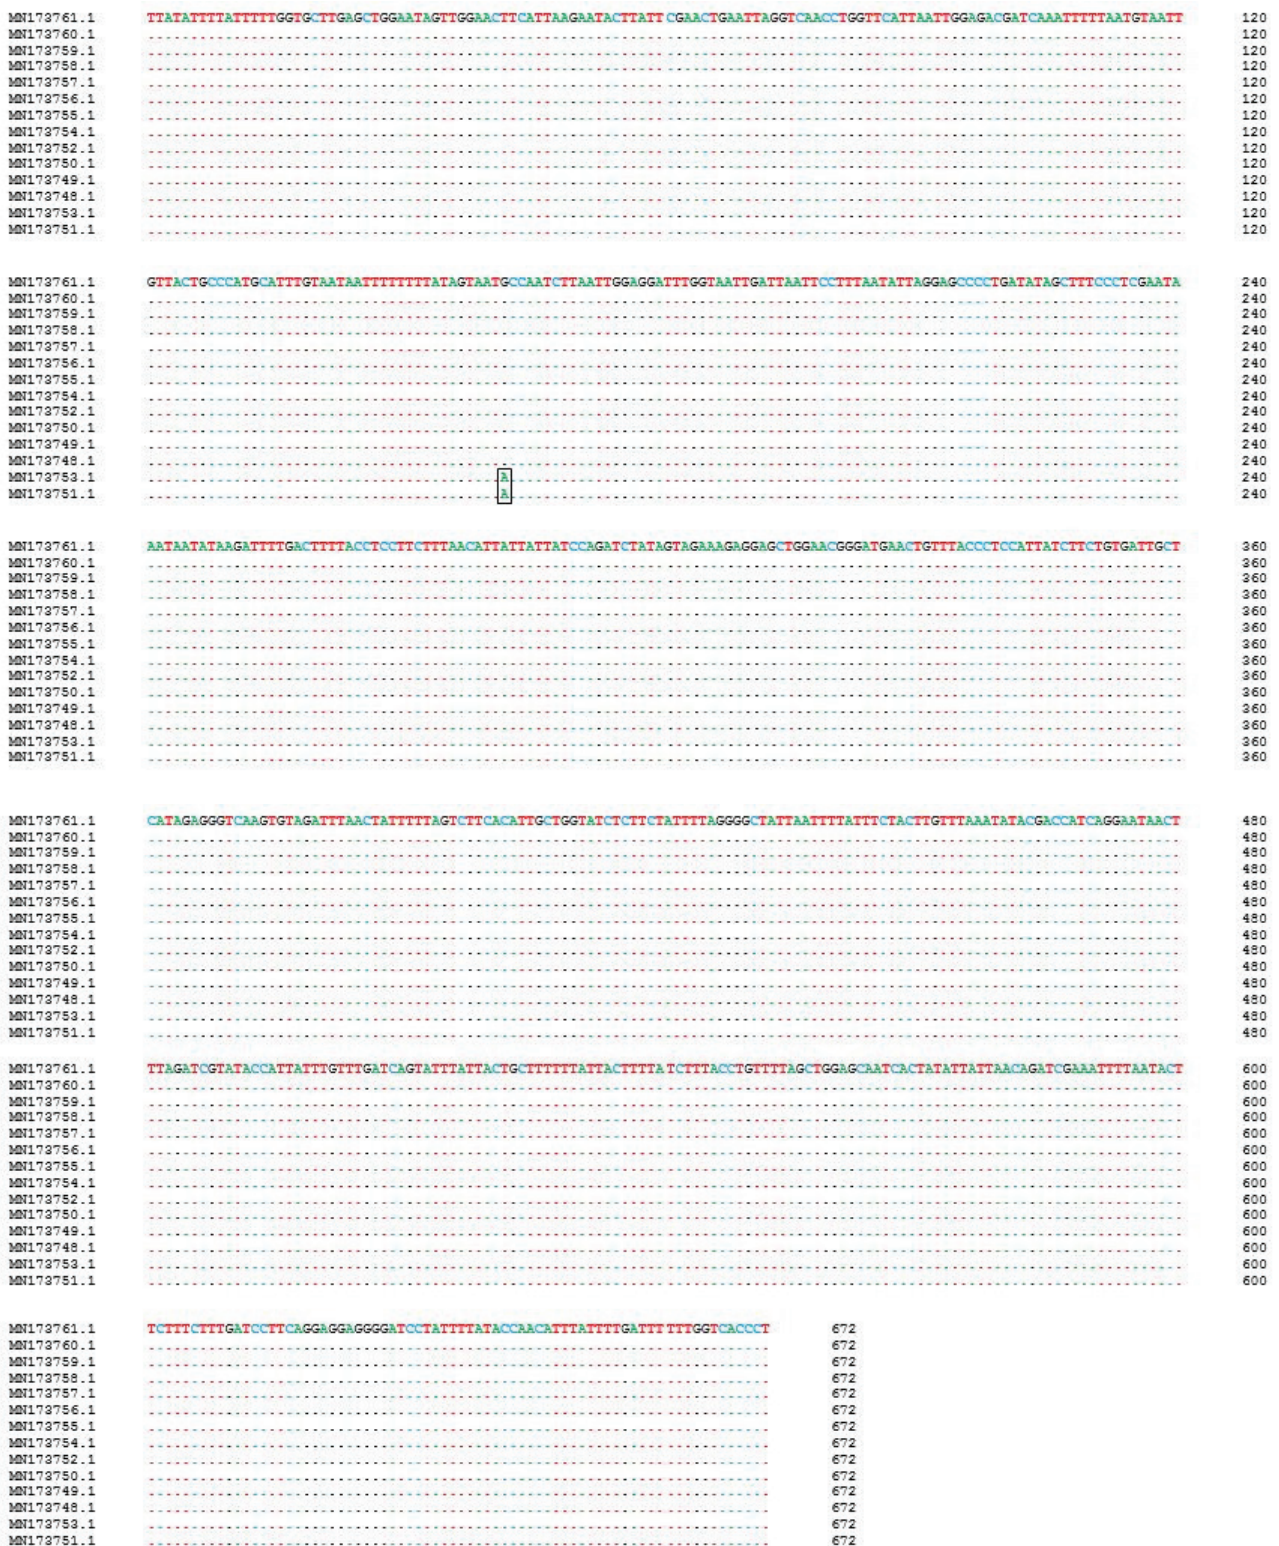 MN173761.1 TTATATTTTATTTTTGGTGCTTGAGCTGGAATAGTTGGAACTTCATTAAGAATACTTATTCGAACTGAATTAGGTCAACCTGGTTCATTAATTGGAGACGATCAAATTTTTAATGTAATT 120
MN173760.1 120
MN173759.1 120
MN173758.1 120
MN173757.1 120
MN173756.1 120
MN173755.1 120
MN173754.1 120
MN173752.1 120
MN173750.1 120
MN173749.1 120
MN173748.1 120
MN173753.1 120
MN173751.1 120
MN173761.1 GTTACTGCCCATGCATTTGTAATAATTTTTTTTTATAGTAATGCCAATCTTAATTGGAGGATTTGGTAATTGATTAATTCCTTTAATATTAGGAGCCCCTGATATAGCTTTCCCTCGAATA 240
MN173760.1 240
MN173759.1 240
MN173758.1 240
MN173757.1 240
MN173756.1 240
MN173755.1 240
MN173754.1 240
MN173752.1 240
MN173750.1 240
MN173749.1 240
MN173748.1 240
MN173753.1 A 240
MN173751.1 A 240
MN173761.1 AATAATATAAGATTTTGACTTTTACCTCCTTCTTTAACATTATTATTATCCAGATCTATAGTAGAAAGAGGAGCTGGAACGGGATGAACTGTTTACCCTCCATTATCTTCTGTGATTGCT 360
MN173760.1 360
MN173759.1 360
MN173758.1 360
MN173757.1 360
MN173756.1 360
MN173755.1 360
MN173754.1 360
MN173752.1 360
MN173750.1 360
MN173749.1 360
MN173748.1 360
MN173753.1 360
MN173751.1 360
MN173761.1 CATAGAGGGTCAAGTGTAGATTTAACTATTTTTAGTCTTCACATTGCTGGTATCTCTTCTATTTTAGGGGCTATTAATTTTATTTCTACTTGTTTAAATATACGACCATCAGGAATAACT 480
MN173760.1 480
MN173759.1 480
MN173758.1 480
MN173757.1 480
MN173756.1 480
MN173755.1 480
MN173754.1 480
MN173752.1 480
MN173750.1 480
MN173749.1 480
MN173748.1 480
MN173753.1 480
MN173751.1 480
MN173761.1 TTAGATCGTATACCATTATTTGTTTGATCAGTATTTATTACTGCTTTTTTATTACTTTTATCTTTACCTGTTTTAGCTGGAGCAATCACTATATTATTAACAGATCGAAATTTTAATACT 600
MN173760.1 600
MN173759.1 600
MN173758.1 600
MN173757.1 600
MN173756.1 600
MN173755.1 600
MN173754.1 600
MN173752.1 600
MN173750.1 600
MN173749.1 600
MN173748.1 600
MN173753.1 600
MN173751.1 600
MN173761.1 TCTTTCTTTGATCCTTCAGGAGGAGGGGATCCTATTTTATACCAACATTTATTTTGATTTTTTGGTCACCCT 672
MN173760.1 672
MN173759.1 672
MN173758.1 672
MN173757.1 672
MN173756.1 672
MN173755.1 672
MN173754.1 672
MN173752.1 672
MN173750.1 672
MN173749.1 672
MN173748.1 672
MN173753.1 672
MN173751.1 672